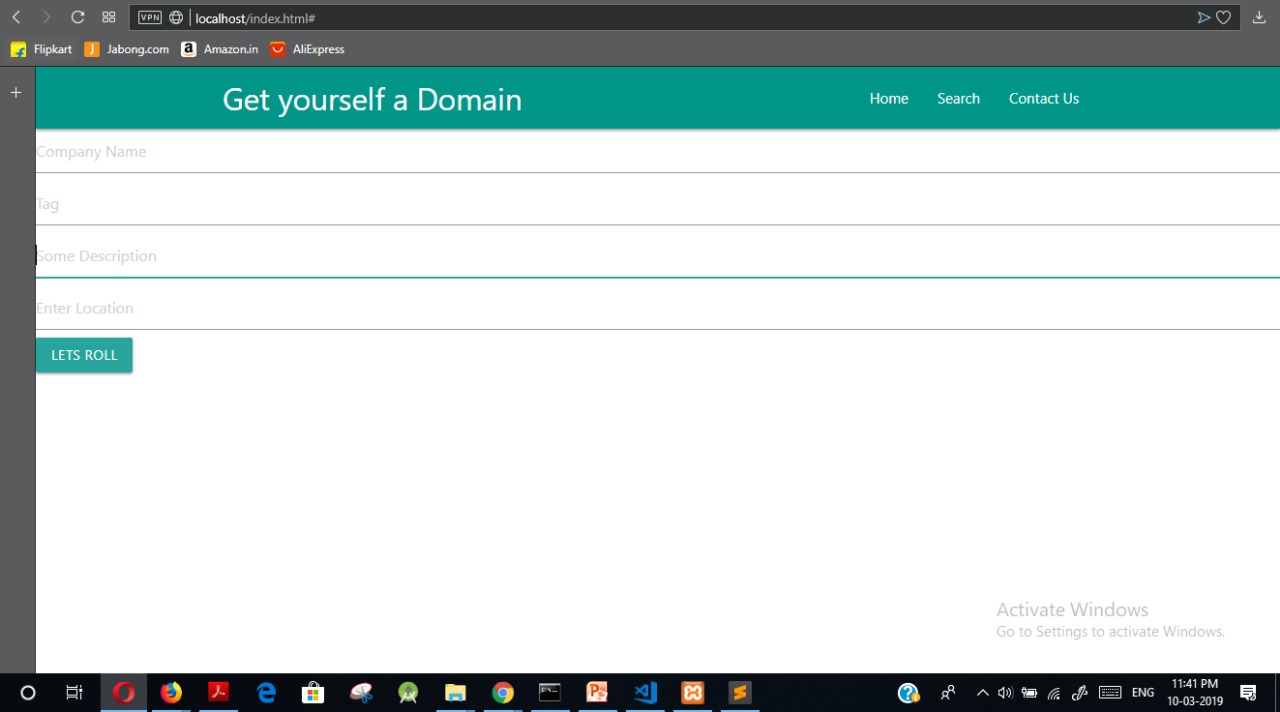 VPN localhost/index.html#
Flipkart Jabong.com Amazon.in AliExpress
Get yourself a Domain Home Search Contact Us
Company Name
Tag
Some Description
Enter Location
LETS ROLL
Activate Windows
Go to Settings to activate Windows.
ENG 11:41 PM
10-03-2019